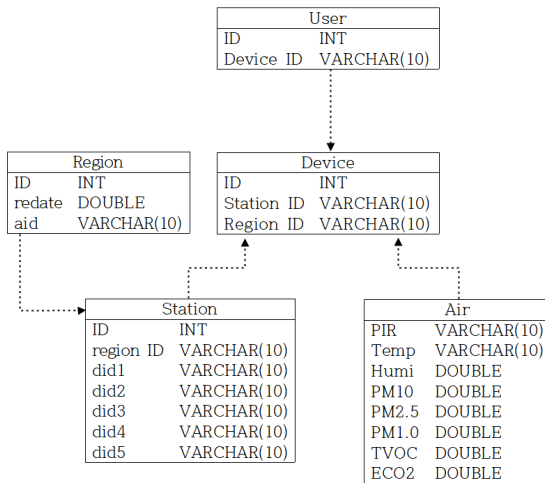 User
ID INT
Device ID VARCHAR(10)
Region
ID INT
redate DOUBLE
aid VARCHAR(10)
Device
ID INT
Station ID VARCHAR(10)
Region ID VARCHAR(10)
Station
ID INT
region ID VARCHAR(10)
did1 VARCHAR(10)
did2 VARCHAR(10)
did3 VARCHAR(10)
did4 VARCHAR(10)
did5 VARCHAR(10)
Air
PIR VARCHAR(10)
Temp VARCHAR(10)
Humi DOUBLE
PM10 DOUBLE
PM2.5 DOUBLE
PM1.0 DOUBLE
TVOC DOUBLE
ECO2 DOUBLE